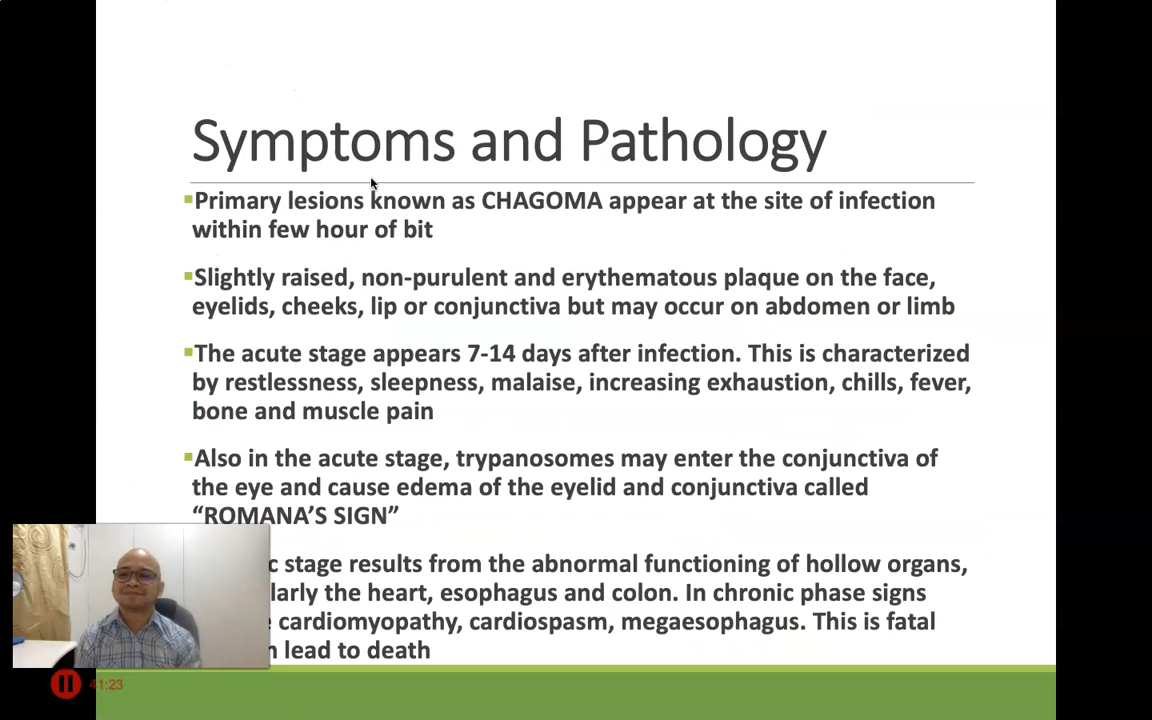 Symptoms and Pathology
Primary lesions known as CHAGOMA appear at the site of infection
within few hour of bit
Slightly raised, non-purulent and erythematous plaque on the face,
eyelids, cheeks, lip or conjunctiva but may occur on abdomen or limb
The acute stage appears 7-14 days after infection. This is characterized
by restlessness, sleepness, malaise, increasing exhaustion, chills, fever,
bone and muscle pain
Also in the acute stage, trypanosomes may enter the conjunctiva of
the eye and cause edema of the eyelid and conjunctiva called
“ROMANA’S SIGN”
stage results from the abnormal functioning of hollow organs,
the heart, esophagus and colon. In chronic phase signs
cardiomyopathy, cardiospasm, megaesophagus. This is fatal
lead to death
41:23